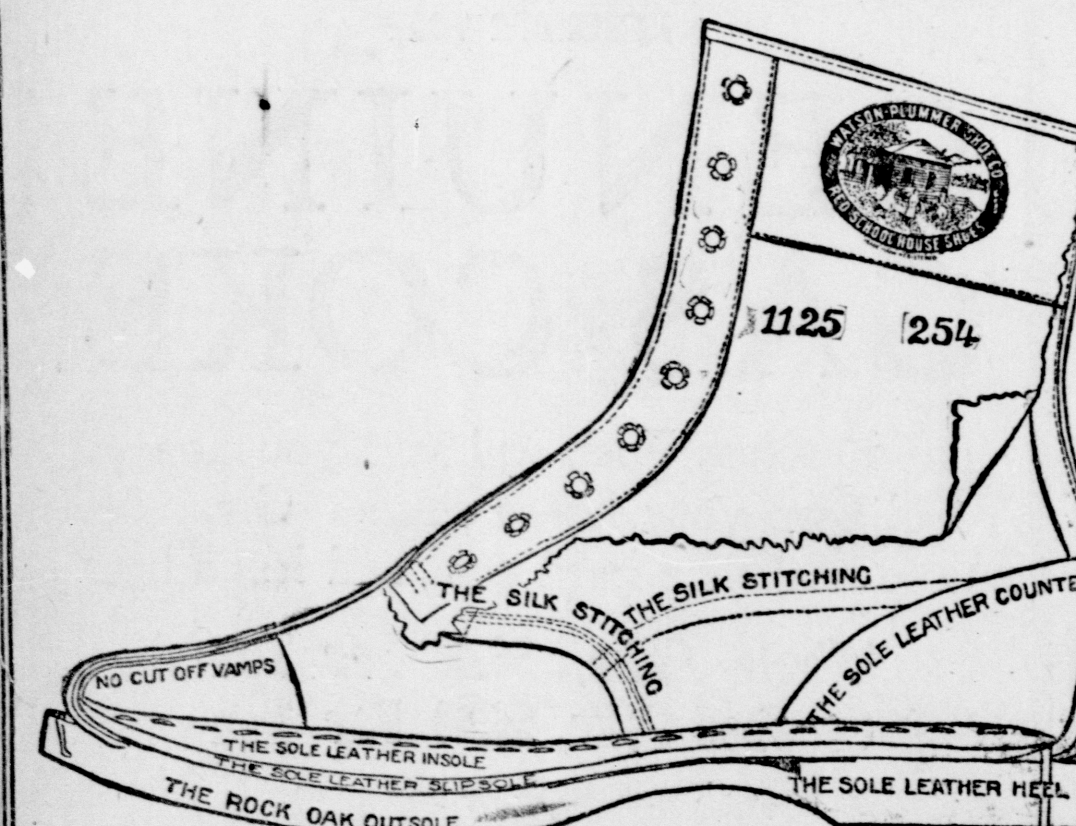 WATSON-PLUMMER SHOE CO
RED SCHOOL HOUSE SHOES
1125 254
THE SILK STITCHING
THE SILK STITCHING
THE SOLE LEATHER COUNTE
NO CUT OFF VAMPS
THE SOLE LEATHER INSOLE
THE SOLE LEATHER SLIPSOLE
THE SOLE LEATHER HEEL
THE ROCK OAK OUTSOLE